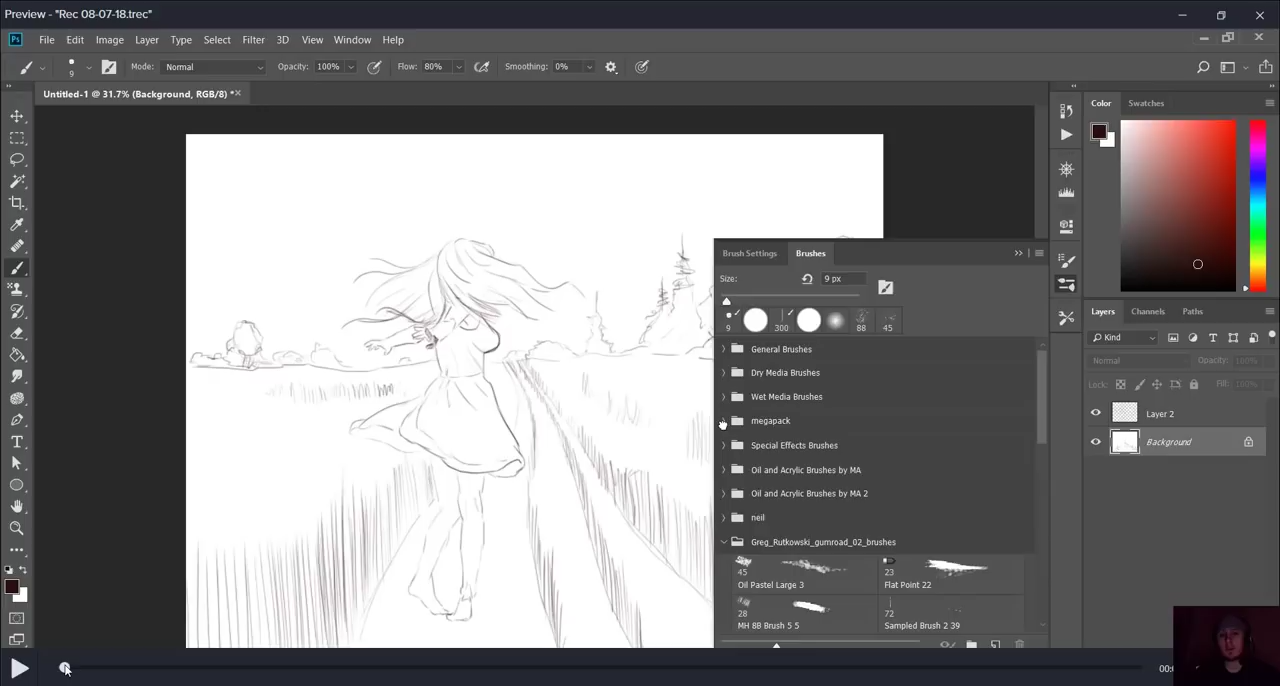 Preview - "Rec 08-07-18.trec"
Ps File Edit Image Layer Type Select Filter 3D View Window Help
9 Mode: Normal Opacity: 100% Flow: 80% Smoothing: 0%
Untitled-1 @ 31.7% (Background, RGB/8) *
Color Swatches
Brush Settings Brushes
Size: 9 px
9 300 88 45
General Brushes
Dry Media Brushes
Wet Media Brushes
megapack
Special Effects Brushes
Oil and Acrylic Brushes by MA
Oil and Acrylic Brushes by MA 2
neil
Greg_Rutkowski_gumroad_02_brushes
45 23
Oil Pastel Large 3 Flat Point 22
28 72
MH 8B Brush 5 5 Sampled Brush 2 39
Layers Channels Paths
Kind
Normal Opacity: 100%
Lock: Fill: 100%
Layer 2
Background